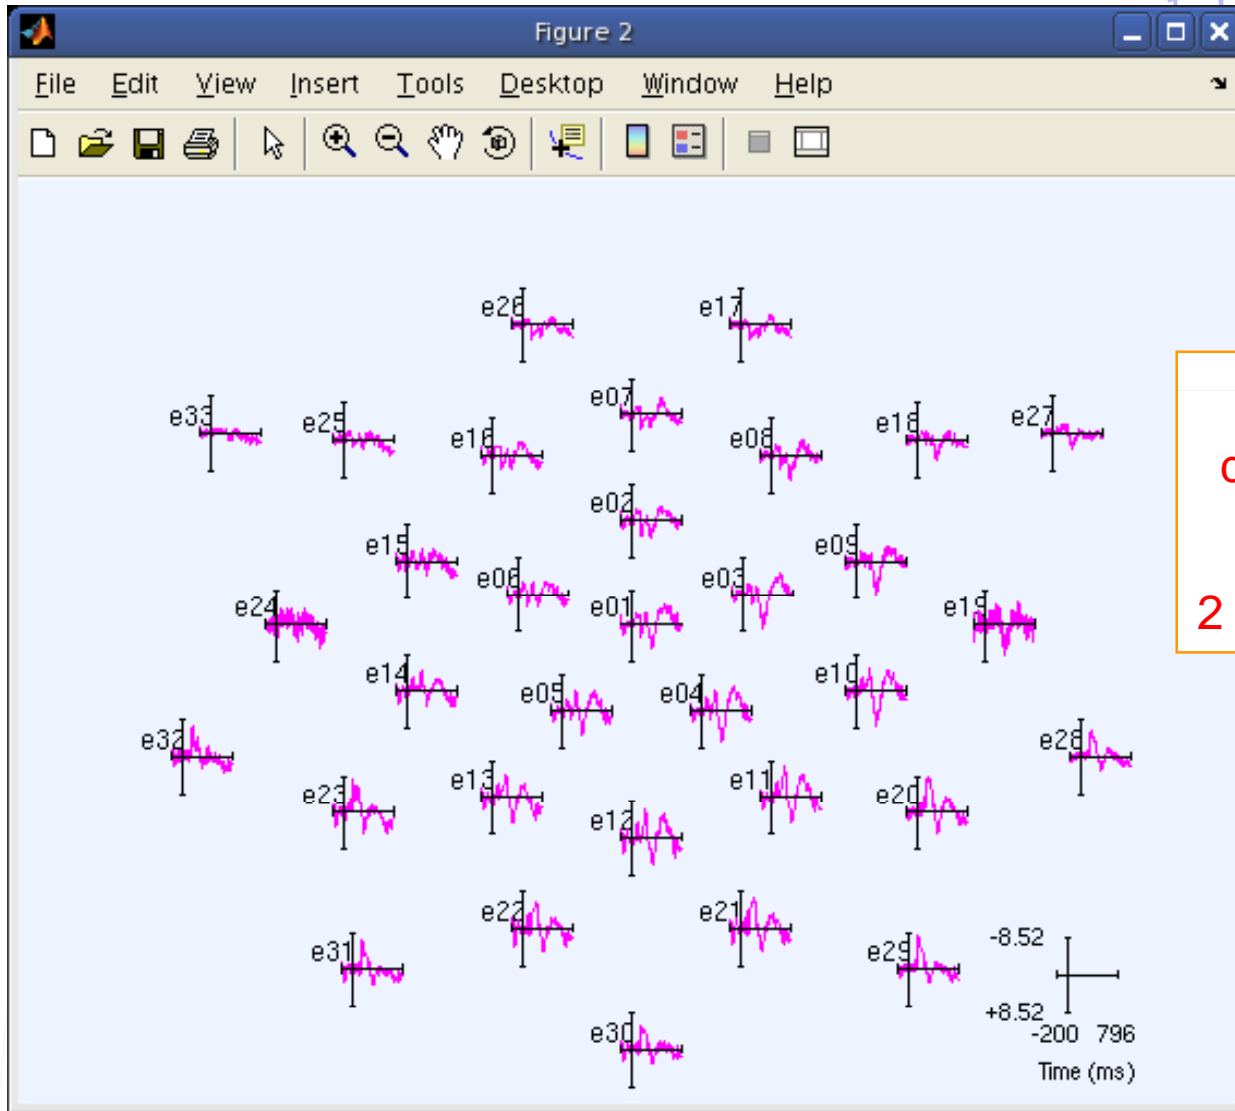 Figure 2
File Edit View Insert Tools Desktop Window Help
e26 e17
e07
e33 e25 e16 e08 e18 e27
e02
e15 e09
e06 e03
e24 e01 e19
e14 e10
e05 e04
e32 e28
e13 e11
e23 e20
e12
e22 e21
e31 e29
-8.52
+8.52
-200 796
Time (ms)
e30
2